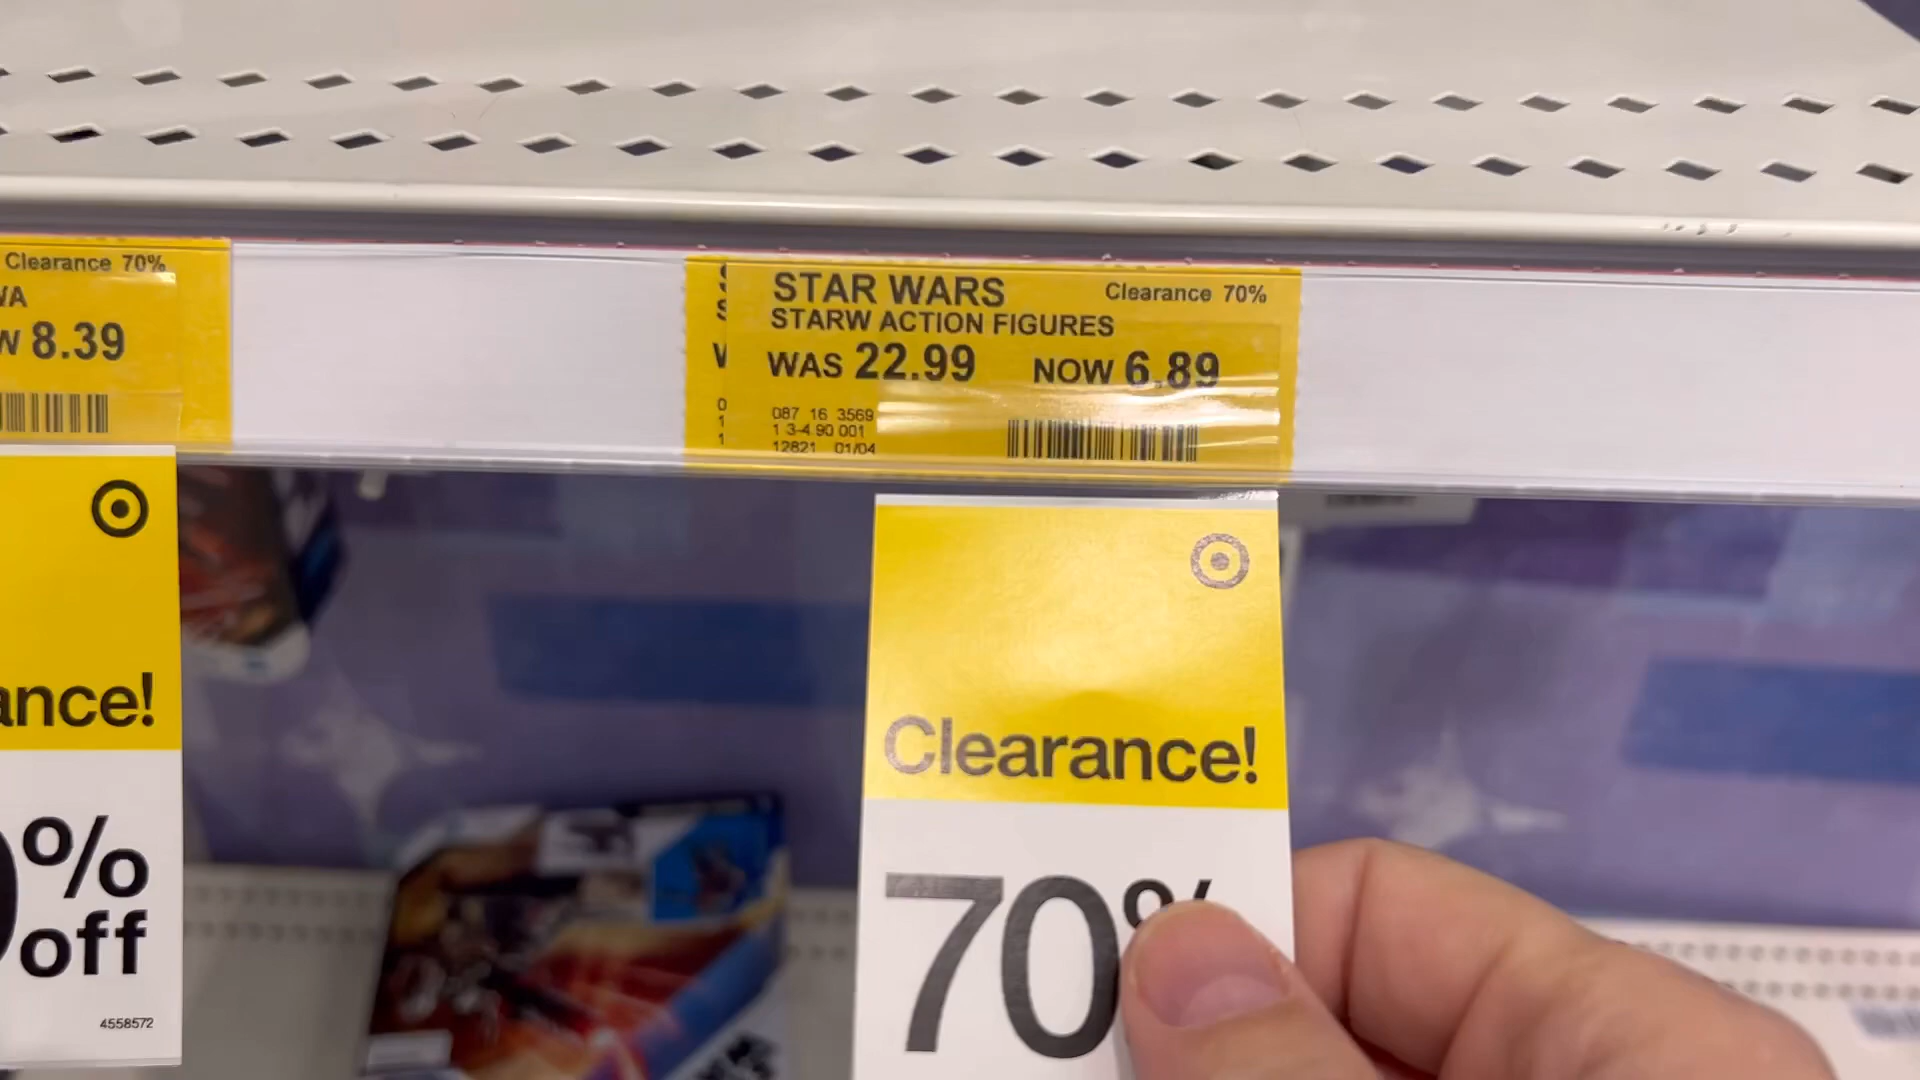 Clearance 70%
8.39
ance!
%
off
4558572
STAR WARS
Clearance 70%
STARW ACTION FIGURES
WAS 22.99 NOW 6.89
087 16 3569
1 3-4 90 001
12821 01/04
Clearance!
70%